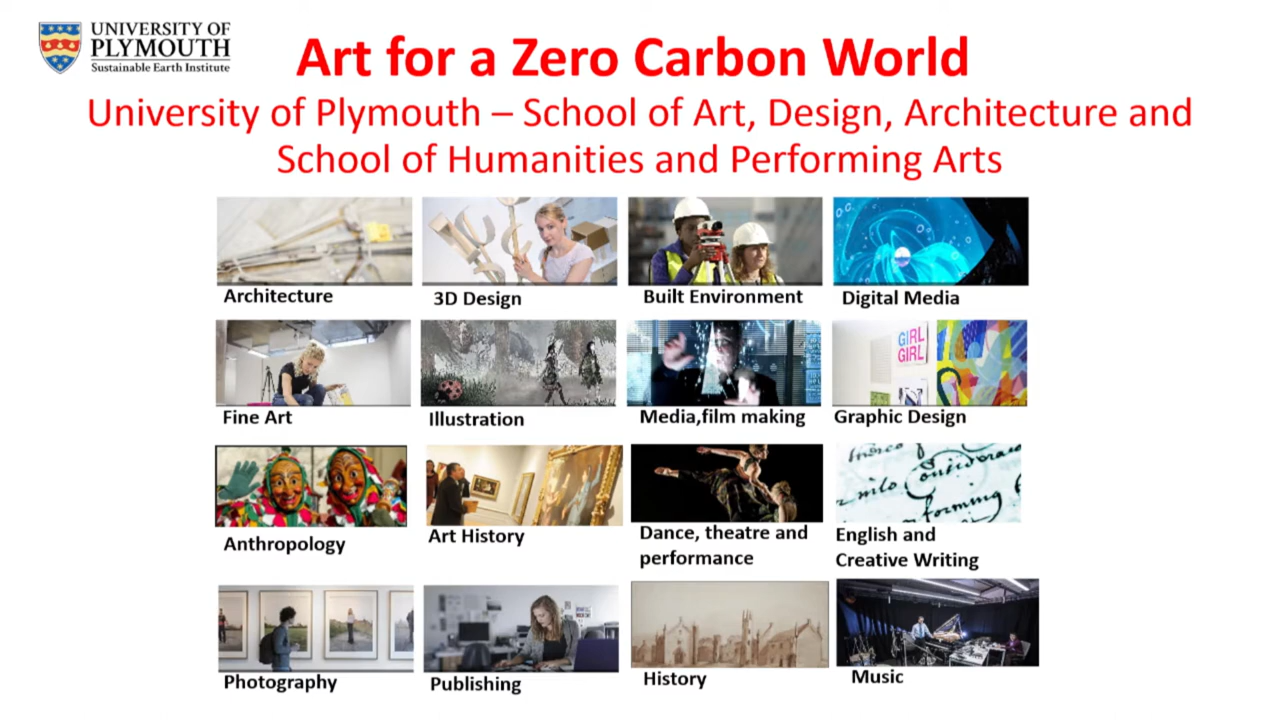 UNIVERSITY OF
PLYMOUTH
Sustainable Earth Institute
Art for a Zero Carbon World
University of Plymouth – School of Art, Design, Architecture and
School of Humanities and Performing Arts
Architecture
3D Design
Built Environment
Digital Media
GIRL
GIRL
Fine Art
Illustration
Media,film making
Graphic Design
Anthropology
Art History
Dance, theatre and
performance
English and
Creative Writing
Photography
Publishing
History
Music